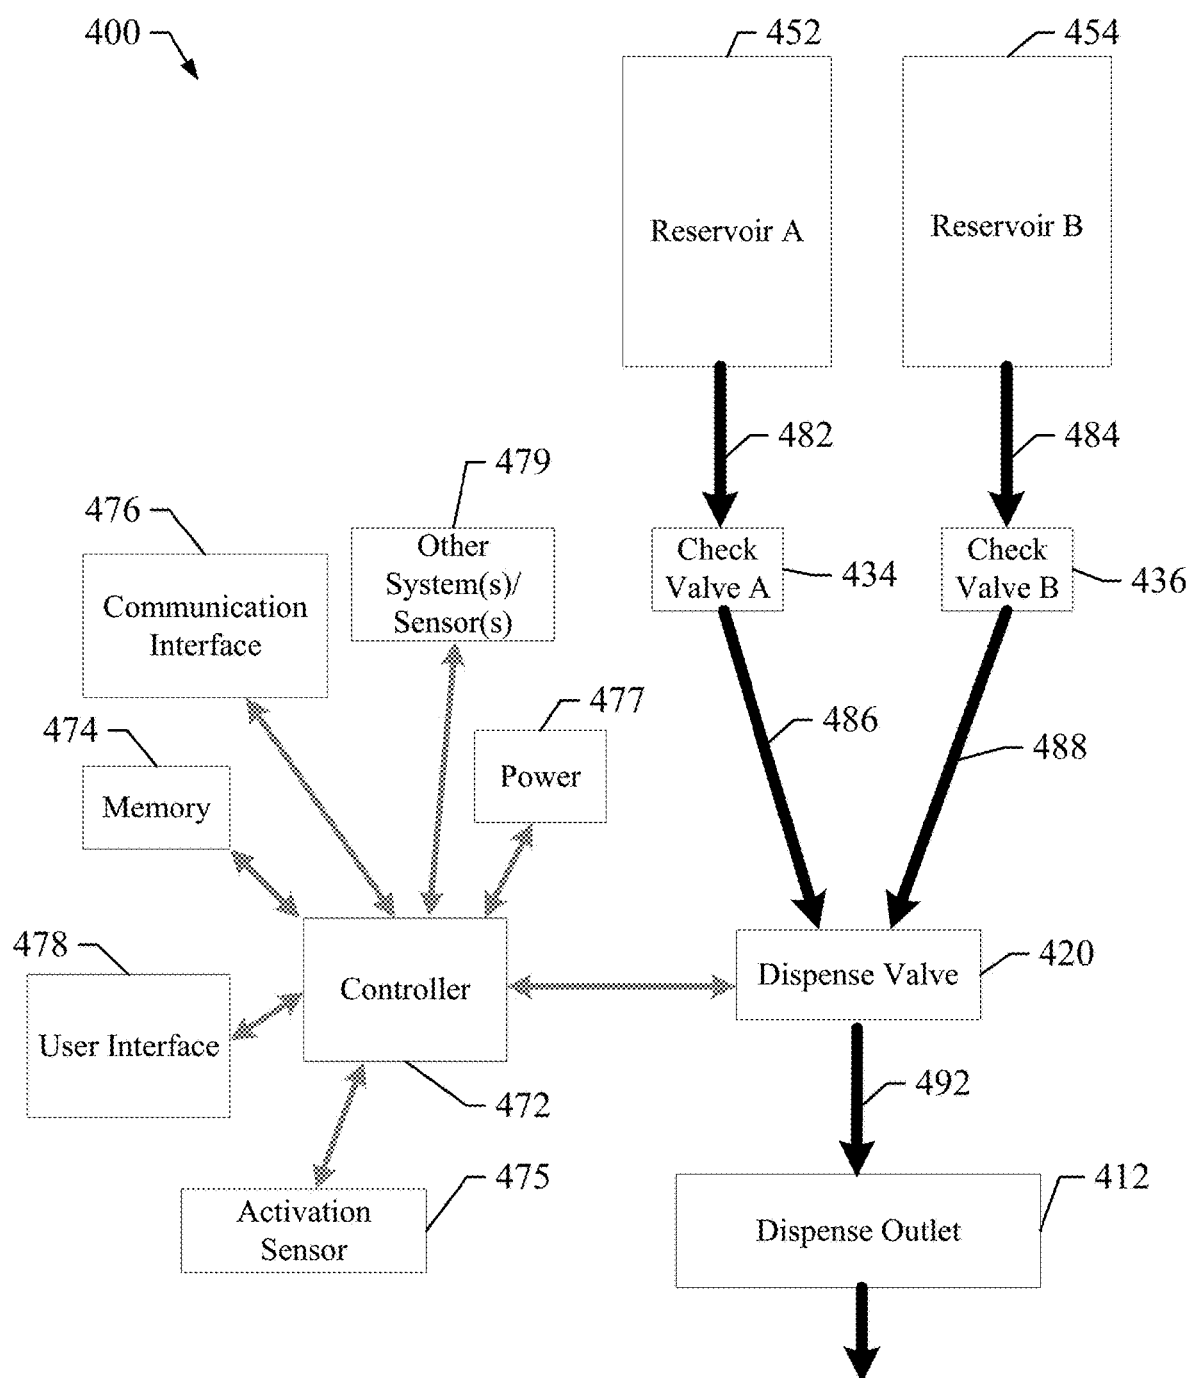 400
452
454
Reservoir A
Reservoir B
482
484
479
476
Other
System(s)/
Sensor(s)
Check
Valve A
434
Check
Valve B
436
Communication
Interface
474
477
486
488
Memory
Power
478
420
Controller
Dispense Valve
User Interface
472
492
475
412
Activation
Sensor
Dispense Outlet